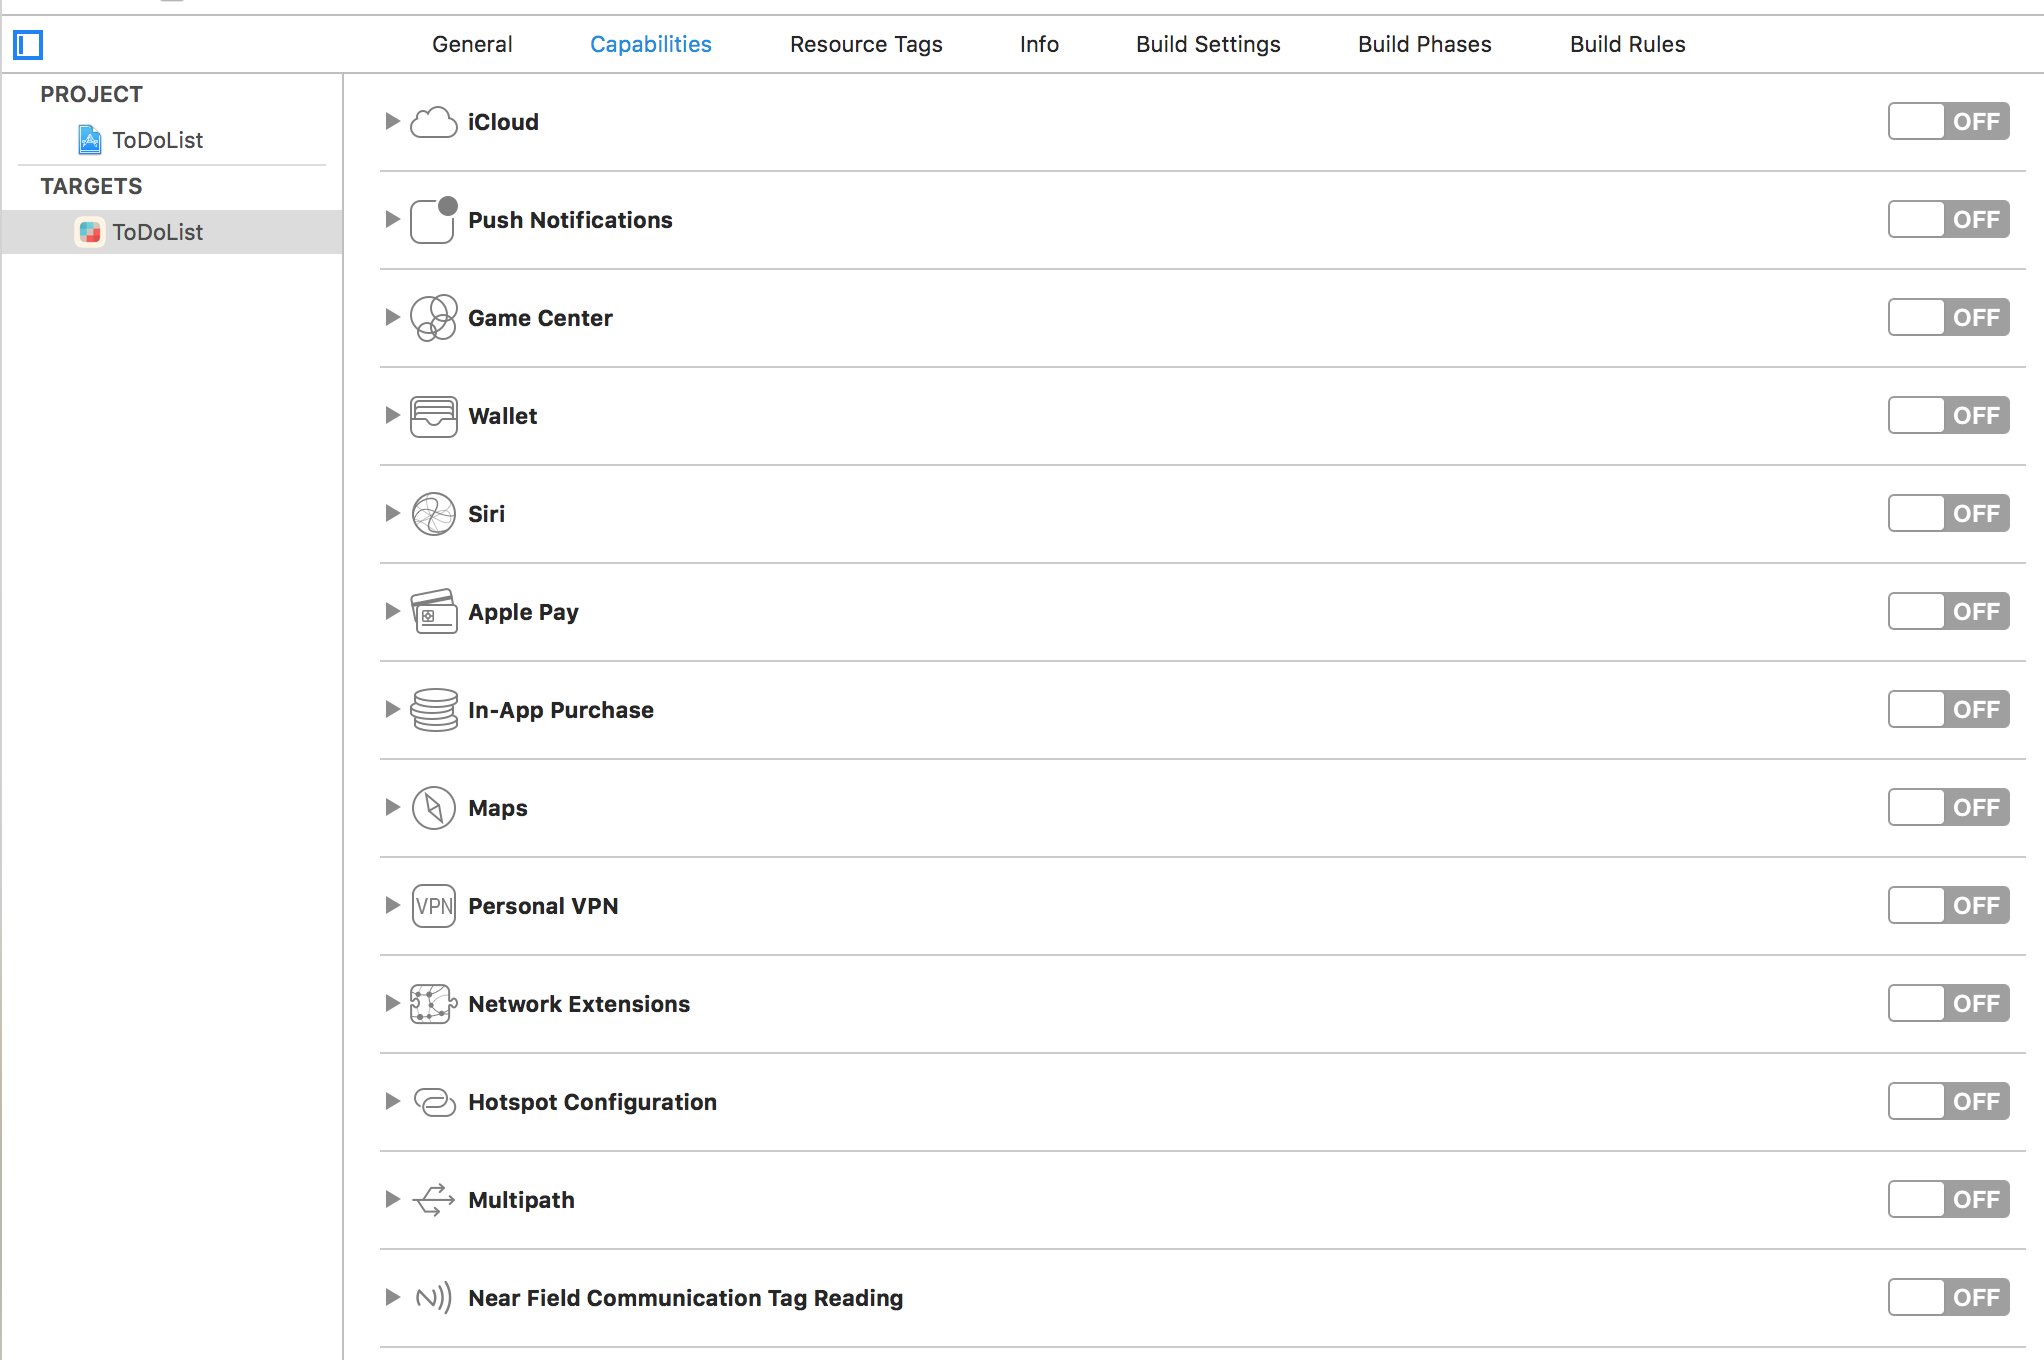 General Capabilities Resource Tags Info Build Settings Build Phases Build Rules
PROJECT
ToDoList
TARGETS
ToDoList
iCloud OFF
Push Notifications OFF
Game Center OFF
Wallet OFF
Siri OFF
Apple Pay OFF
In-App Purchase OFF
Maps OFF
VPN Personal VPN OFF
Network Extensions OFF
Hotspot Configuration OFF
Multipath OFF
Near Field Communication Tag Reading OFF